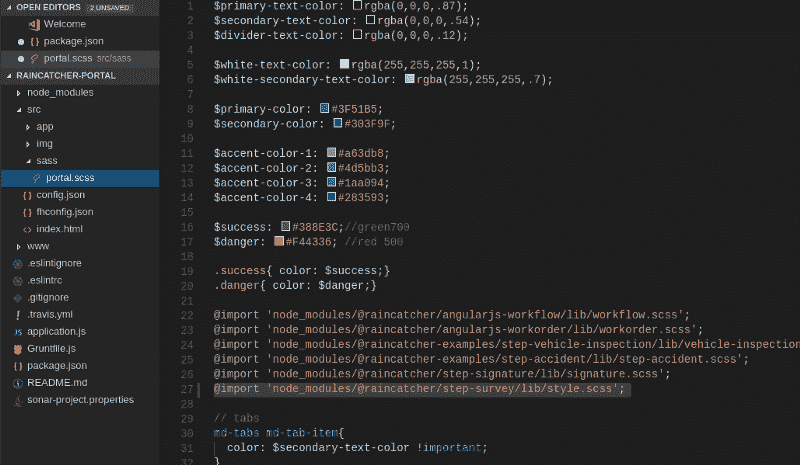 OPEN EDITORS 2 UNSAVED
Welcome
package.json
portal.scss src/sass
RAINCATCHER-PORTAL
node_modules
src
app
img
sass
portal.scss
{ } config.json
{ } fhconfig.json
<> index.html
www
.eslintignore
.eslintrc
.gitignore
.travis.yml
JS application.js
Gruntfile.js
package.json
README.md
sonar-project.properties
1 $primary-text-color: rgba(0,0,0,.87);
2 $secondary-text-color: rgba(0,0,0,.54);
3 $divider-text-color: rgba(0,0,0,.12);
4
5 $white-text-color: rgba(255,255,255,1);
6 $white-secondary-text-color: rgba(255,255,255,.7);
7
8 $primary-color: #3F51B5;
9 $secondary-color: #303F9F;
10
11 $accent-color-1: #a63db8;
12 $accent-color-2: #4d5bb3;
13 $accent-color-3: #1aa094;
14 $accent-color-4: #283593;
15
16 $success: #388E3C;//green700
17 $danger: #F44336; //red 500
18
19 .success{ color: $success;}
20 .danger{ color: $danger;}
21
22 @import 'node_modules/@raincatcher/angularjs-workflow/lib/workflow.scss';
23 @import 'node_modules/@raincatcher/angularjs-workorder/lib/workorder.scss';
24 @import 'node_modules/@raincatcher-examples/step-vehicle-inspection/lib/vehicle-inspection
25 @import 'node_modules/@raincatcher-examples/step-accident/lib/step-accident.scss';
26 @import 'node_modules/@raincatcher/step-signature/lib/signature.scss';
27 @import 'node_modules/@raincatcher/step-survey/lib/style.scss';
28
29 // tabs
30 md-tabs md-tab-item{
31 color: $secondary-text-color !important;
32 }